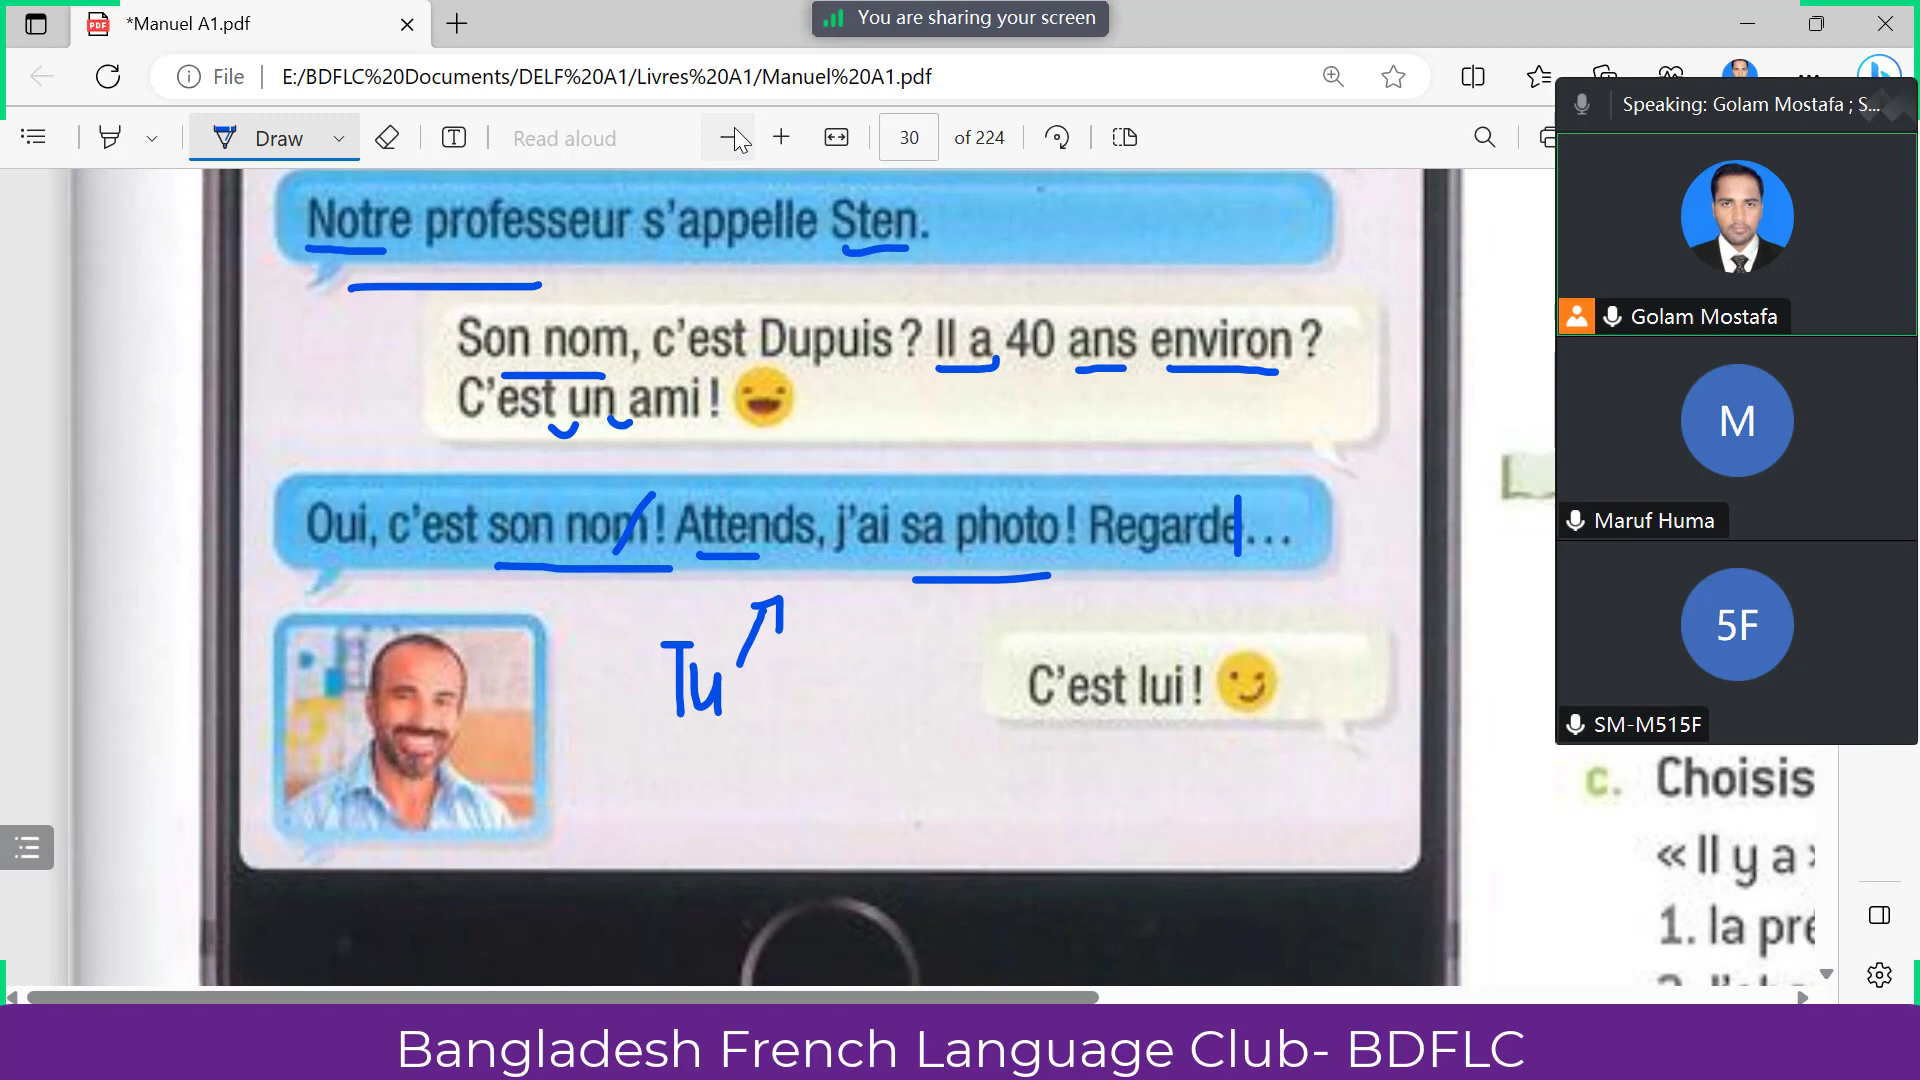 *Manuel A1.pdf
You are sharing your screen
File
E:/BDFLC%20Documents/DELF%20A1/Livres%20A1/Manuel%20A1.pdf
Draw
Read aloud
30
of 224
Speaking: Golam Mostafa ; S...
Golam Mostafa
M
Maruf Huma
5F
SM-M515F
Notre professeur s'appelle Sten.
Son nom, c'est Dupuis ? Il a 40 ans environ ?
C'est un ami !
Oui, c'est son nom ! Attends, j'ai sa photo ! Regarde...
Tu
C'est lui !
c. Choisis
« Il y a
1. la pré
Bangladesh French Language Club- BDFLC